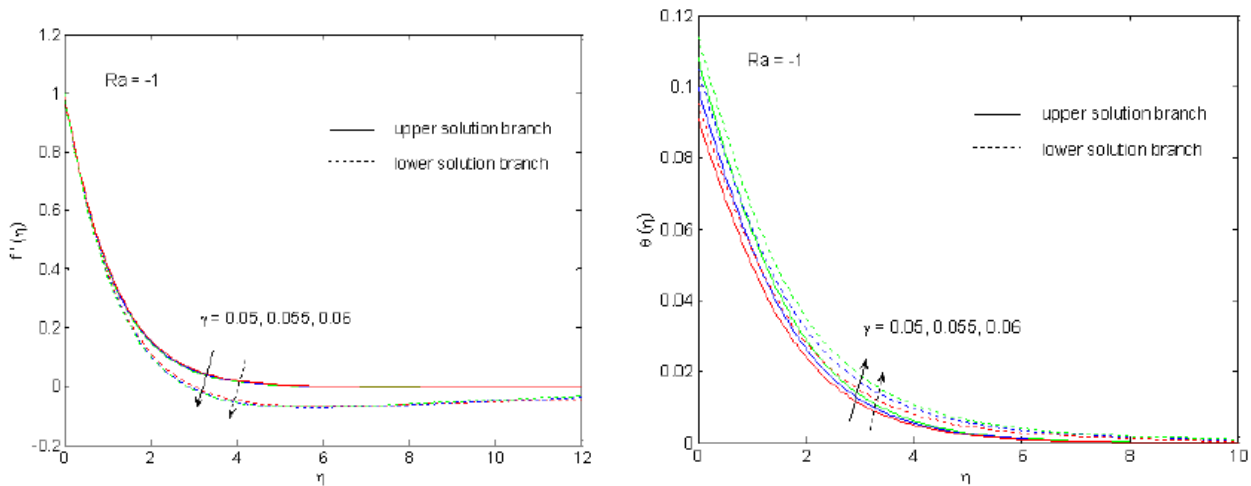 1.2
1
0.8
0.6
0.4
0.2
0
-0.2
0 2 4 6 8 10 12
f ' (η)
η
Ra = -1
upper solution branch
lower solution branch
γ = 0.05, 0.055, 0.06
0.12
0.1
0.08
0.06
0.04
0.02
0
0 2 4 6 8 10
θ (η)
η
Ra = -1
upper solution branch
lower solution branch
γ = 0.05, 0.055, 0.06